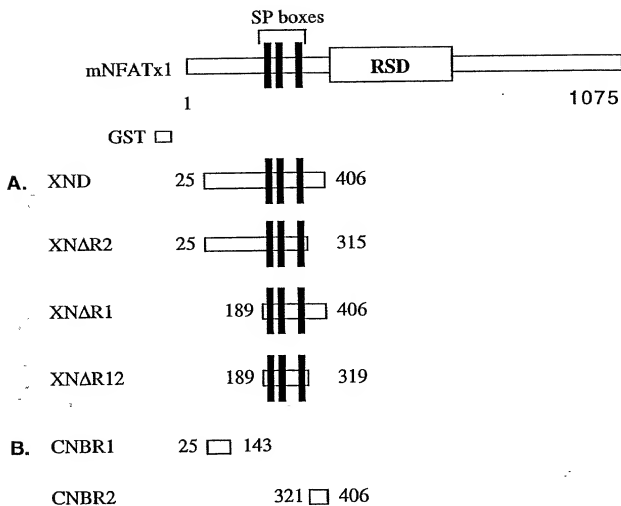 SP boxes
mNFATx1 RSD
1 1075
GST
A. XND 25 406
XNΔR2 25 315
XNΔR1 189 406
XNΔR12 189 319
B. CNBR1 25 143
CNBR2 321 406